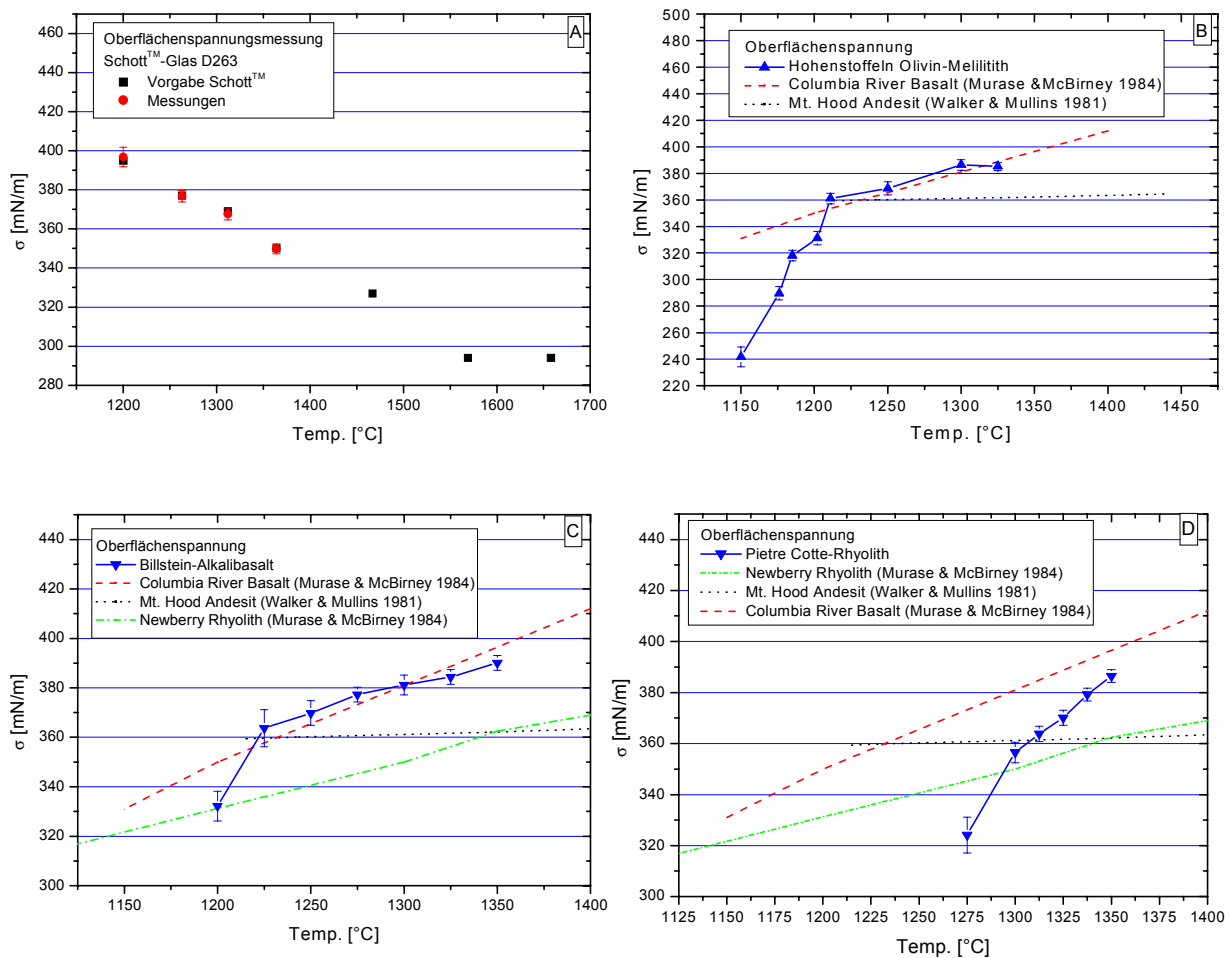 A
Oberflächenspannungsmessung
Schott™-Glas D263
Vorgabe Schott™
Messungen
460
440
420
400
380
360
340
320
300
280
σ [mN/m]
1200 1300 1400 1500 1600 1700
Temp. [°C]
B
Oberflächenspannung
Hohenstoffeln Olivin-Melilitith
Columbia River Basalt (Murase &McBirney 1984)
Mt. Hood Andesit (Walker & Mullins 1981)
500
480
460
440
420
400
380
360
340
320
300
280
260
240
220
σ [mN/m]
1150 1200 1250 1300 1350 1400 1450
Temp. [°C]
C
Oberflächenspannung
Billstein-Alkalibasalt
Columbia River Basalt (Murase & McBirney 1984)
Mt. Hood Andesit (Walker & Mullins 1981)
Newberry Rhyolith (Murase & McBirney 1984)
440
420
400
380
360
340
320
300
σ [mN/m]
1150 1200 1250 1300 1350 1400
Temp. [°C]
D
Oberflächenspannung
Pietre Cotte-Rhyolith
Newberry Rhyolith (Murase & McBirney 1984)
Mt. Hood Andesit (Walker & Mullins 1981)
Columbia River Basalt (Murase & McBirney 1984)
440
420
400
380
360
340
320
300
σ [mN/m]
1125 1150 1175 1200 1225 1250 1275 1300 1325 1350 1375 1400
Temp. [°C]